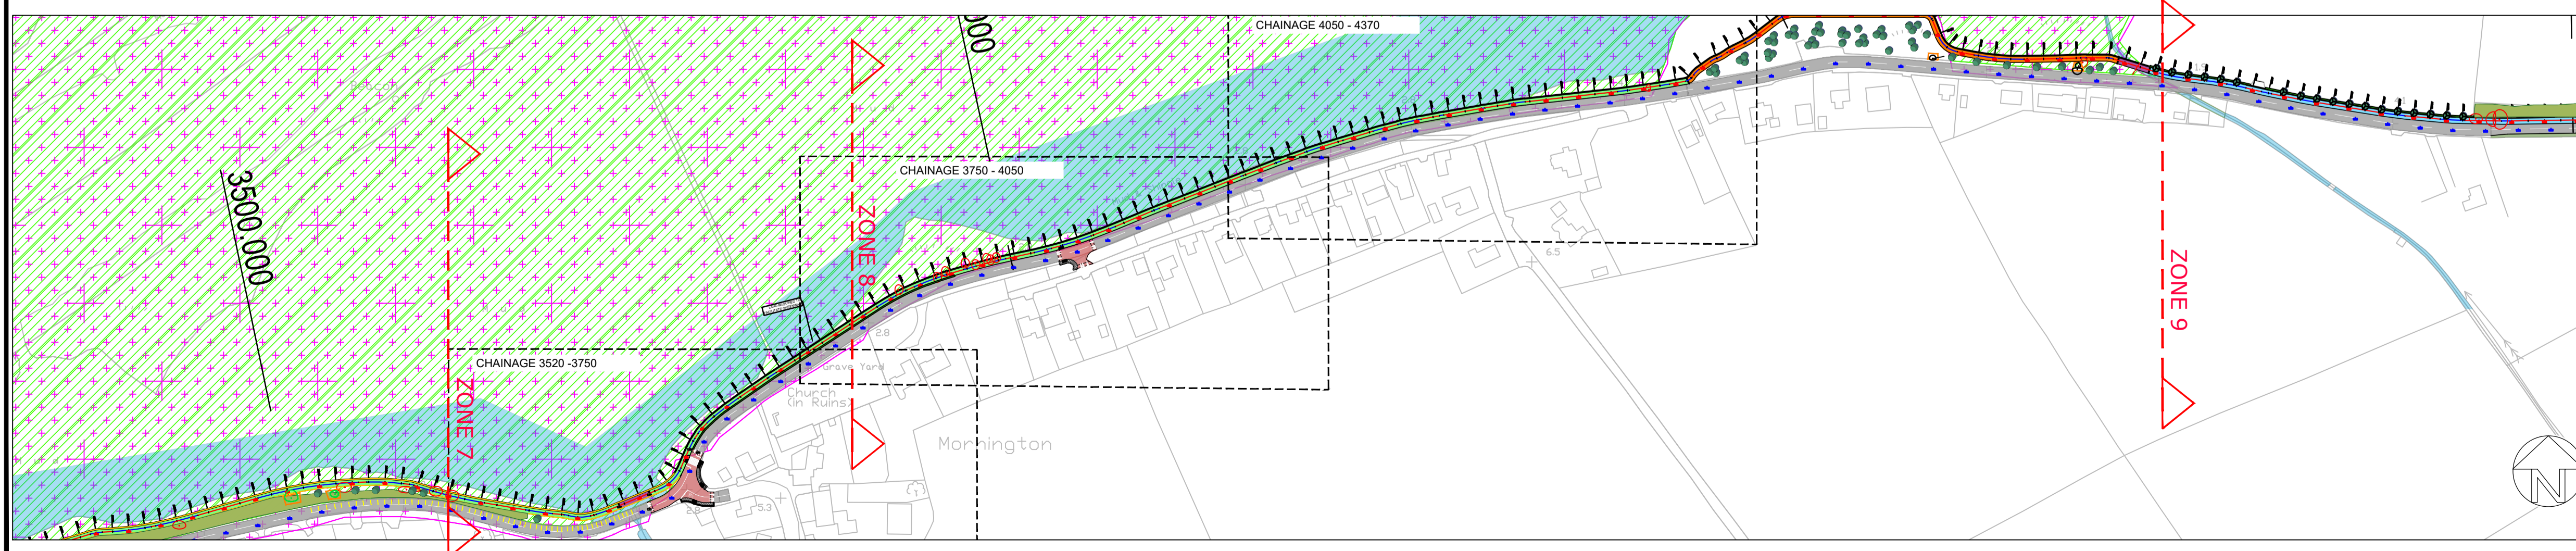 000
CHAINAGE 4050 - 4370
Beacon
CHAINAGE 3750 - 4050
3500.000
ZONE 8
6.5
ZONE 9
2.8
CHAINAGE 3520 -3750
Grave Yard
Church
(in Ruins)
ZONE 7
Mornington
5.3
2.8
N